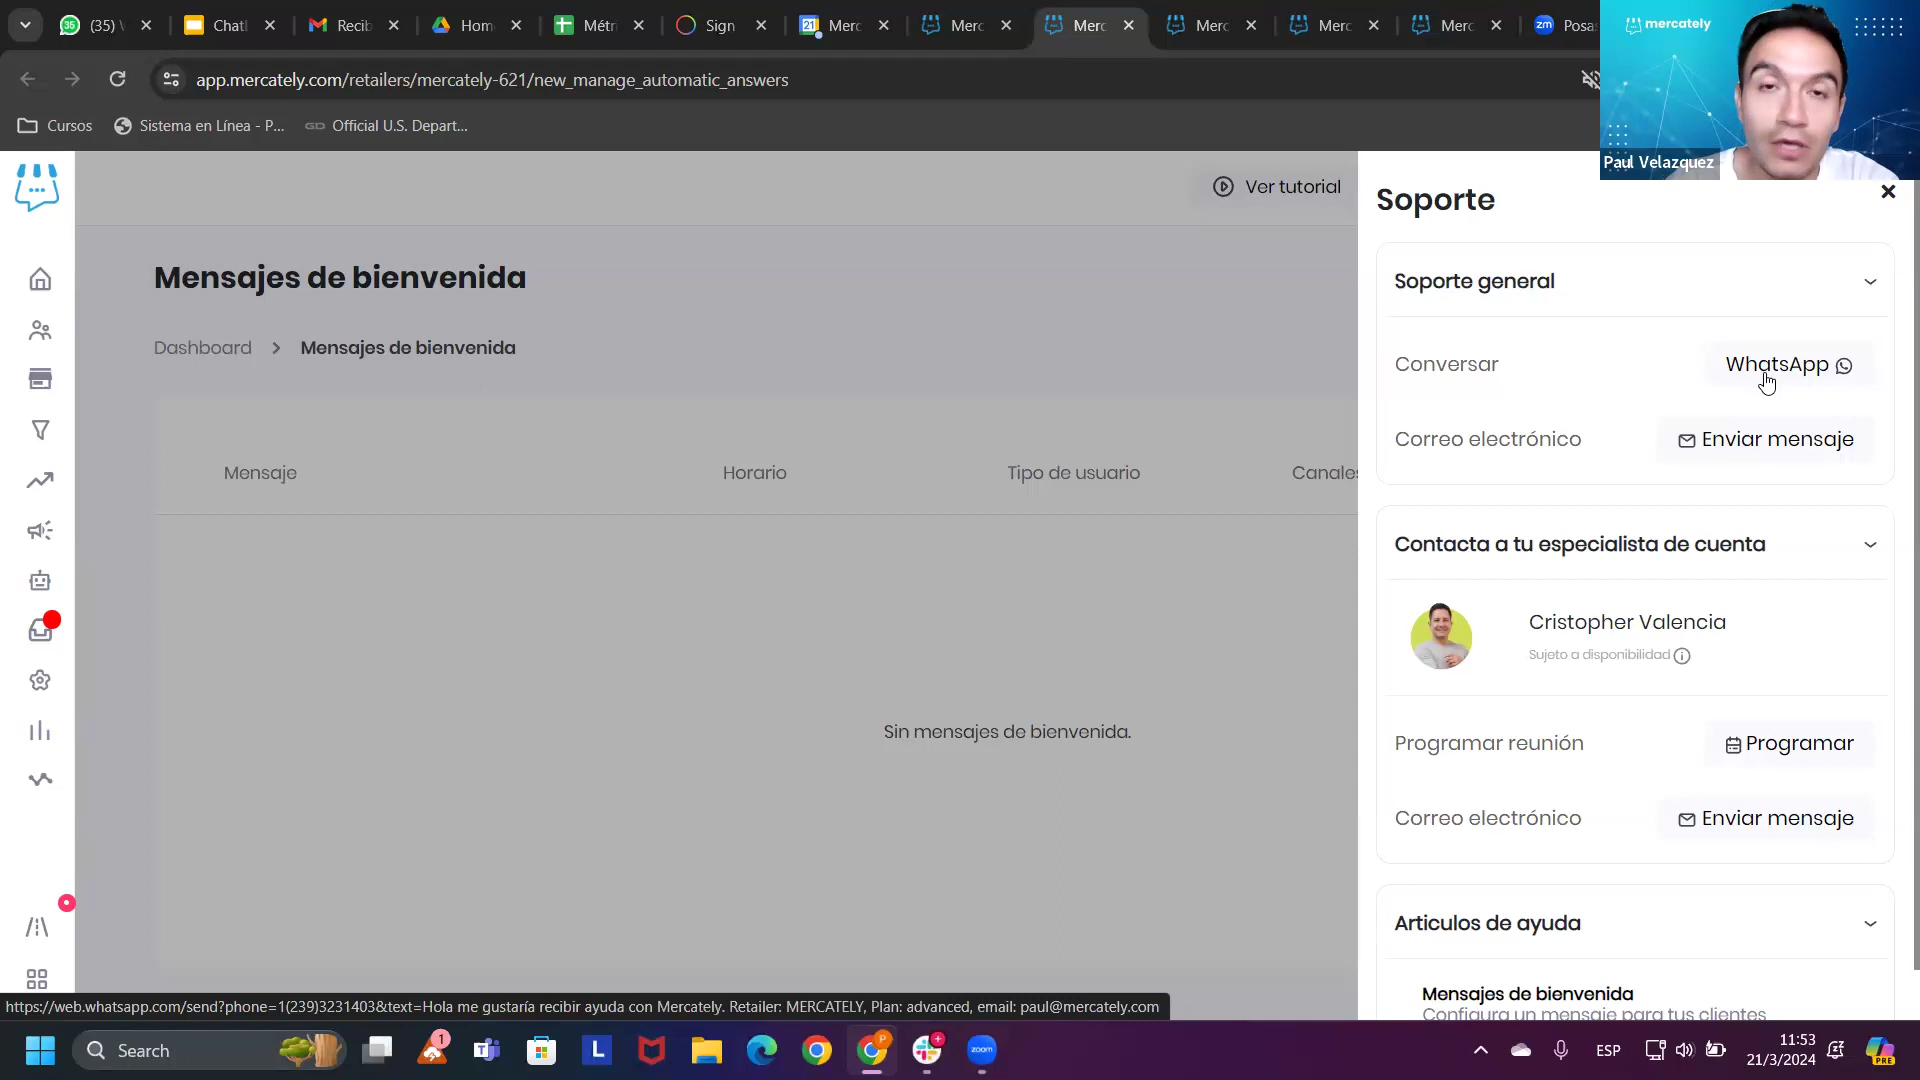 (35)
Chatl
Recib
Home
Métri
Sign
Merc
Merc
Merc
Merc
Merc
Merc
Posa
app.mercately.com/retailers/mercately-621/new_manage_automatic_answers
Cursos
Sistema en Línea - P...
Official U.S. Depart...
mercately
Paul Velazquez
Ver tutorial
Mensajes de bienvenida
Dashboard > Mensajes de bienvenida
Mensaje
Horario
Tipo de usuario
Canales
Sin mensajes de bienvenida.
Soporte
Soporte general
Conversar
WhatsApp
Correo electrónico
Enviar mensaje
Contacta a tu especialista de cuenta
Cristopher Valencia
Sujeto a disponibilidad
Programar reunión
Programar
Correo electrónico
Enviar mensaje
Articulos de ayuda
Mensajes de bienvenida
Configura un mensaje para tus clientes
https://web.whatsapp.com/send?phone=1(239)3231403&text=Hola me gustaría recibir ayuda con Mercately. Retailer: MERCATELY, Plan: advanced, email: paul@mercately.com
Search
1
L
zoom
ESP
11:53
21/3/2024
PRE